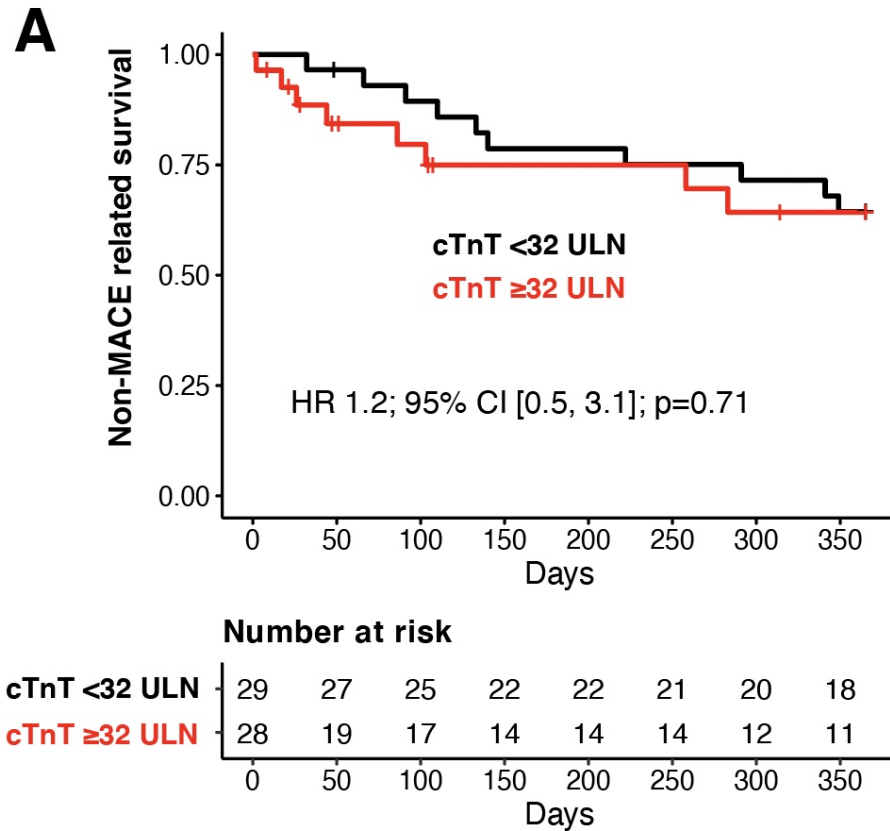 A
Non-MACE related survival
1.00
0.75
0.50
0.25
0.00
cTnT <32 ULN
cTnT ≥32 ULN
HR 1.2; 95% CI [0.5, 3.1]; p=0.71
0 50 100 150 200 250 300 350
Days
Number at risk
cTnT <32 ULN 29 27 25 22 22 21 20 18
cTnT ≥32 ULN 28 19 17 14 14 14 12 11
0 50 100 150 200 250 300 350
Days